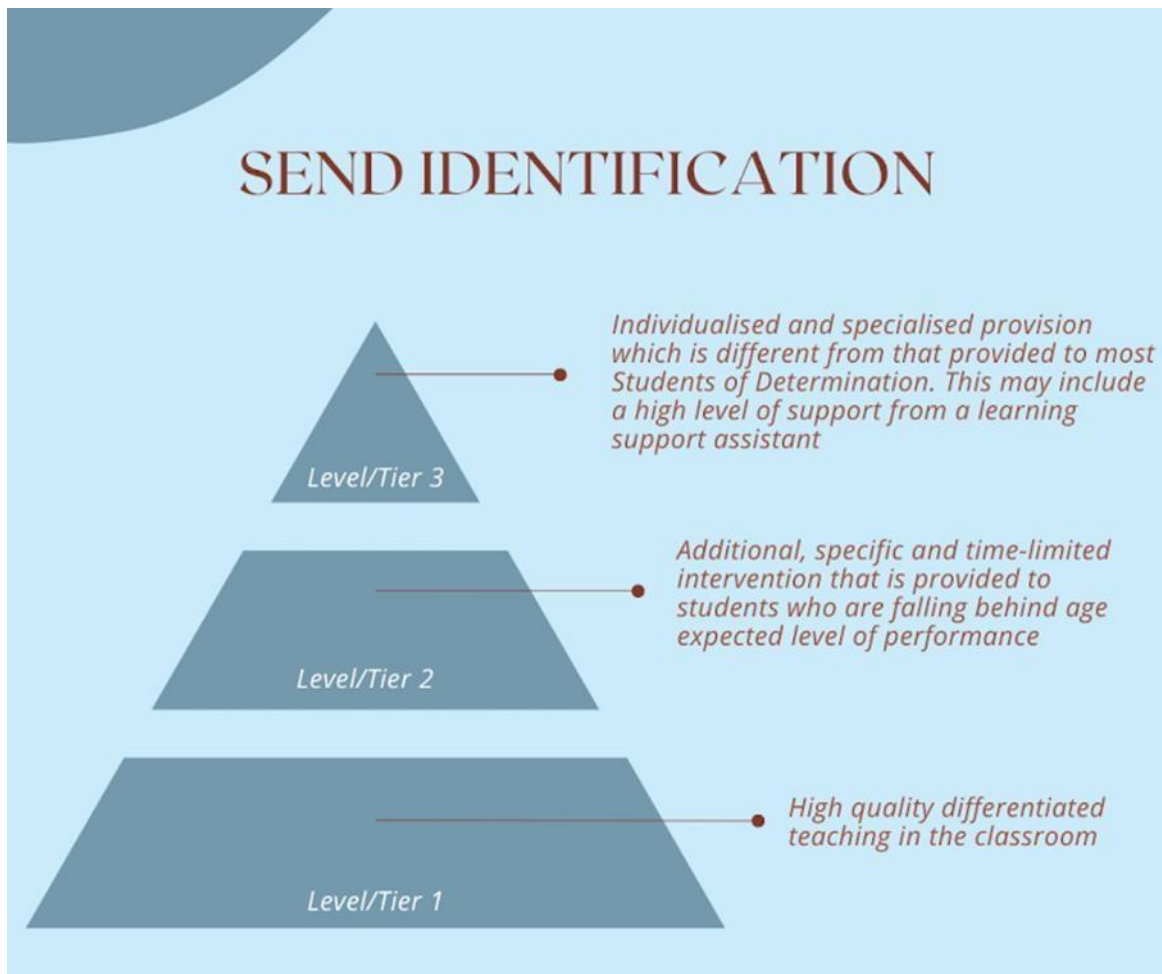 SEND IDENTIFICATION
Individualised and specialised provision
which is different from that provided to most
Students of Determination. This may include
a high level of support from a learning
support assistant
Level/Tier 3
Additional, specific and time-limited
intervention that is provided to
students who are falling behind age
expected level of performance
Level/Tier 2
High quality differentiated
teaching in the classroom
Level/Tier 1